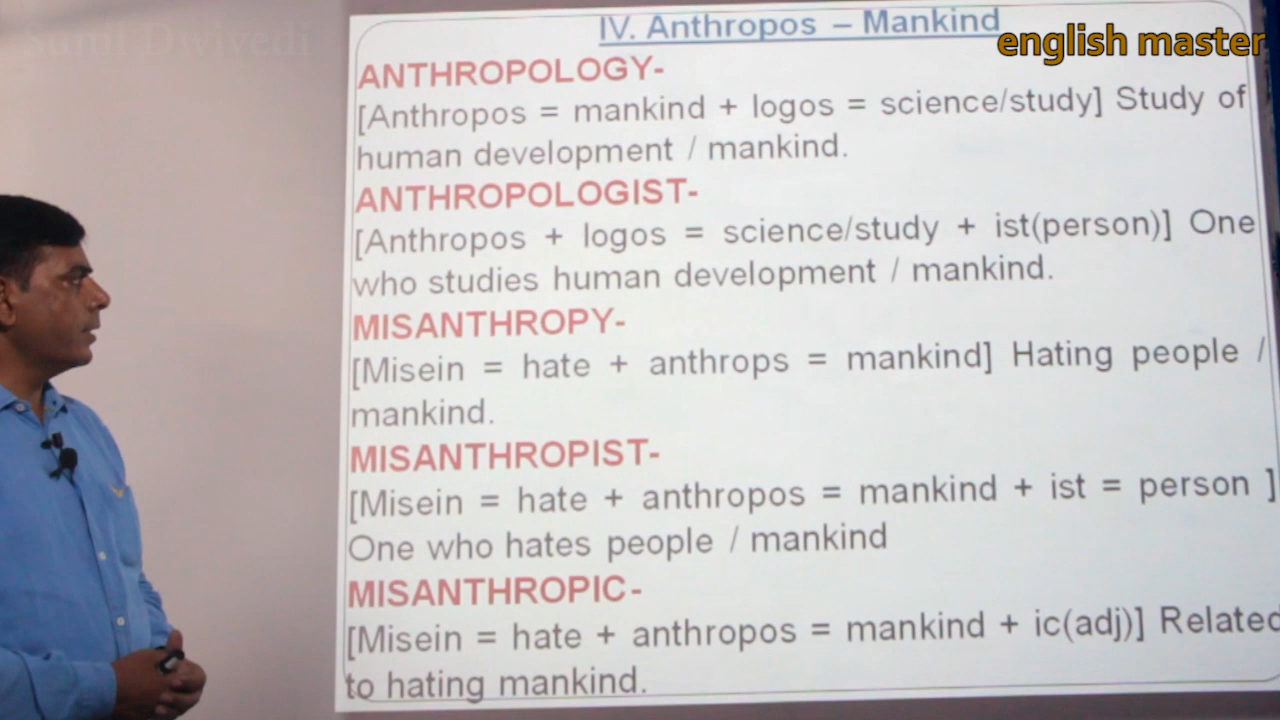 Sumit Dwivedi
IV. Anthropos – Mankind
english master
ANTHROPOLOGY-
[Anthropos = mankind + logos = science/study] Study of
human development / mankind.
ANTHROPOLOGIST-
[Anthropos + logos = science/study + ist(person)] One
who studies human development / mankind.
MISANTHROPY-
[Misein = hate + anthrops = mankind] Hating people /
mankind.
MISANTHROPIST-
[Misein = hate + anthropos = mankind + ist = person ]
One who hates people / mankind
MISANTHROPIC-
[Misein = hate + anthropos = mankind + ic(adj)] Related
to hating mankind.